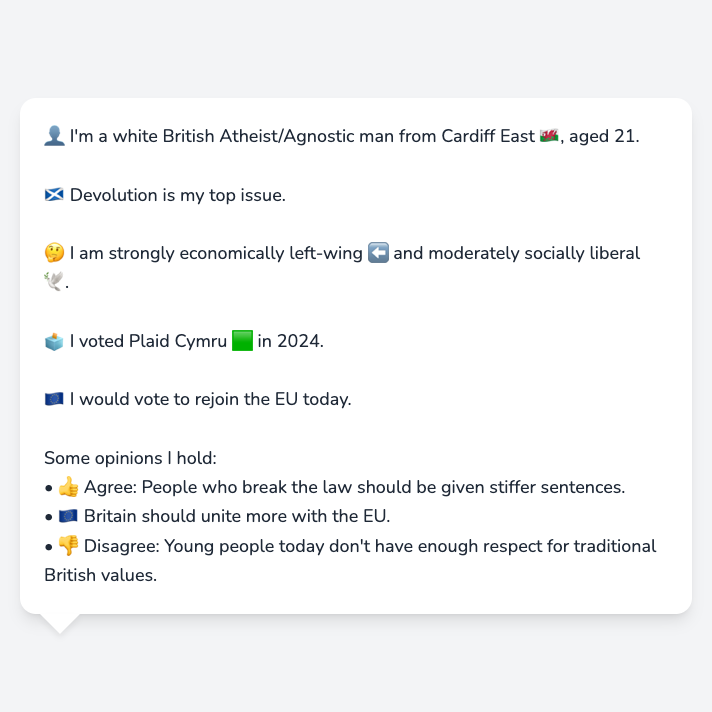 👤 I'm a white British Atheist/Agnostic man from Cardiff East 🏴󠁧󠁢󠁷󠁬󠁳󠁿, aged 21.
🏴󠁧󠁢󠁳󠁣󠁴󠁿 Devolution is my top issue.
🤔 I am strongly economically left-wing ⬅️ and moderately socially liberal
🕊️.
🗳️ I voted Plaid Cymru 🟩 in 2024.
🇪🇺 I would vote to rejoin the EU today.
Some opinions I hold:
• 👍 Agree: People who break the law should be given stiffer sentences.
• 🇪🇺 Britain should unite more with the EU.
• 👎 Disagree: Young people today don't have enough respect for traditional
British values.